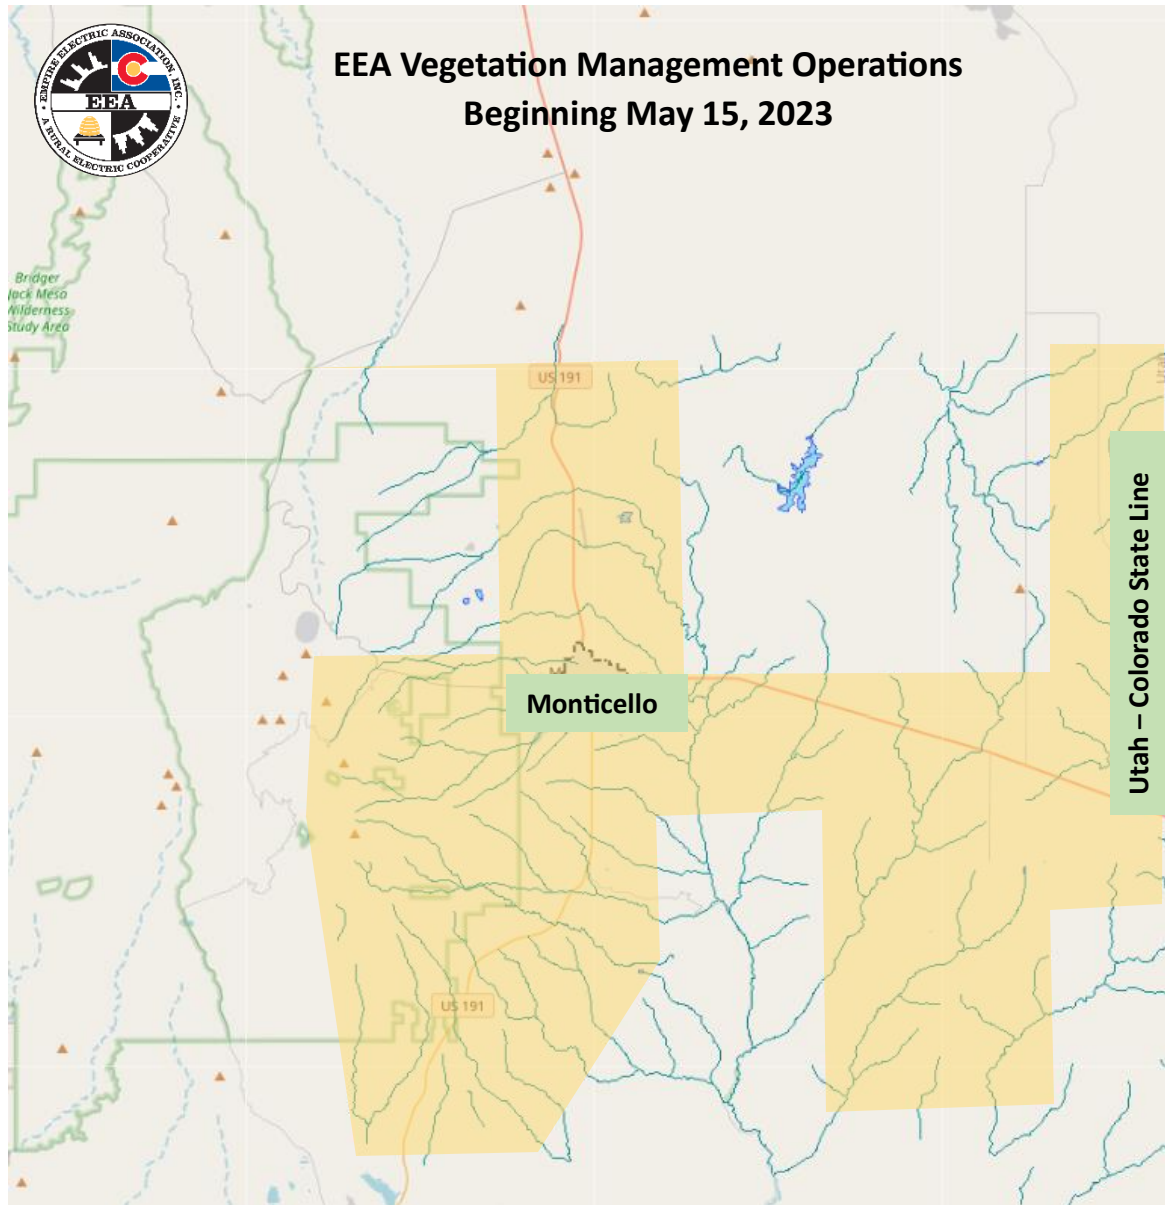 EMPIRE ELECTRIC ASSOCIATION, INC.
EEA
A RURAL ELECTRIC COOPERATIVE
EEA Vegetation Management Operations
Beginning May 15, 2023
Bridger
Jack Mesa
Wilderness
Study Area
US 191
Utah
Utah – Colorado State Line
Monticello
US 191